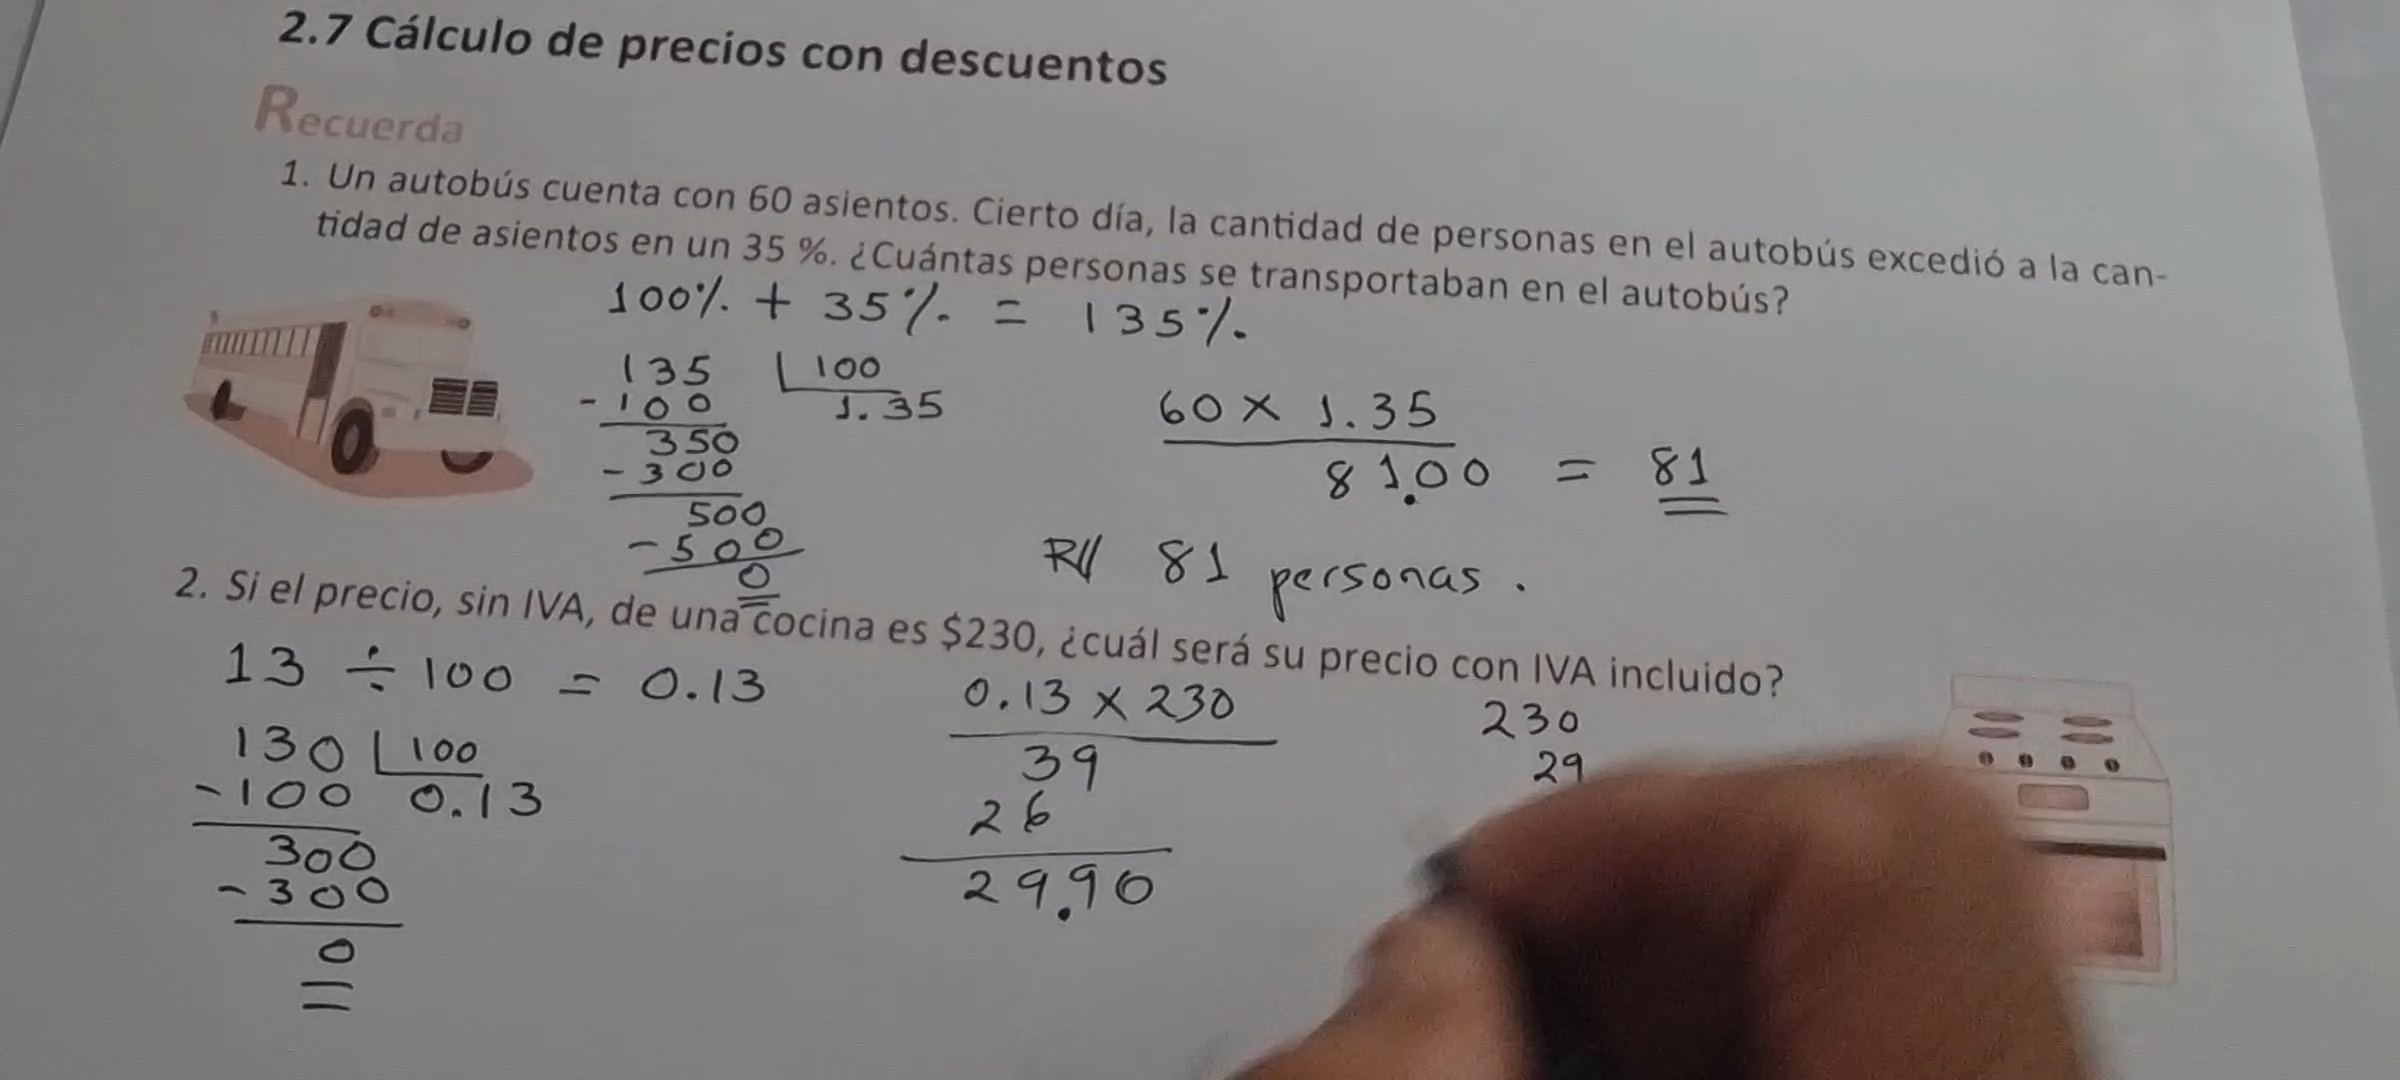 2.7 Cálculo de precios con descuentos
Recuerda
1. Un autobús cuenta con 60 asientos. Cierto día, la cantidad de personas en el autobús excedió a la can-
tidad de asientos en un 35 %. ¿Cuántas personas se transportaban en el autobús?
100% + 35% = 135%
135 100
- 100 1.35
350
- 300
500
- 500
0
60 x 1.35
81.00 = 81
R// 81 personas.
2. Si el precio, sin IVA, de una cocina es $230, ¿cuál será su precio con IVA incluido?
13 ÷ 100 = 0.13
130 100
- 100 0.13
300
- 300
0
0.13 x 230
39
26
29.90
230
29